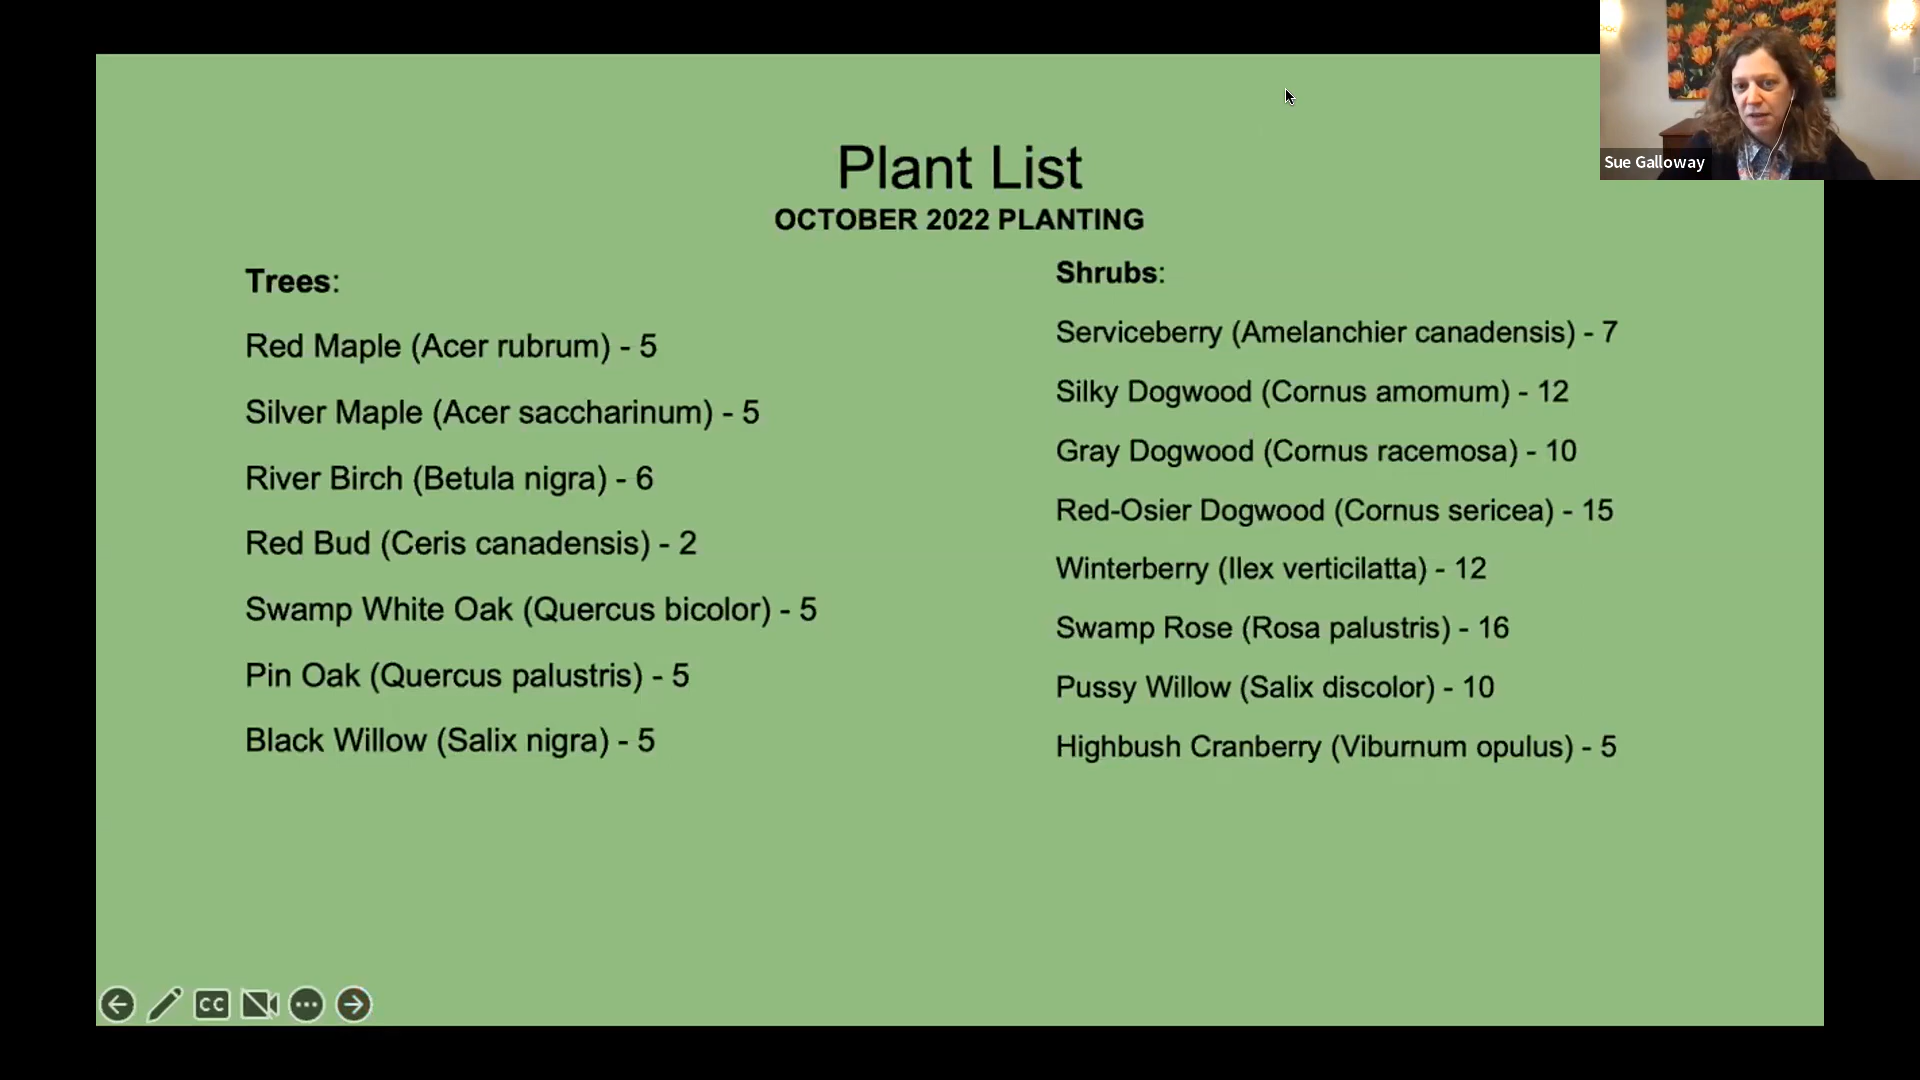 Plant List
OCTOBER 2022 PLANTING
Trees:
Red Maple (Acer rubrum) - 5
Silver Maple (Acer saccharinum) - 5
River Birch (Betula nigra) - 6
Red Bud (Ceris canadensis) - 2
Swamp White Oak (Quercus bicolor) - 5
Pin Oak (Quercus palustris) - 5
Black Willow (Salix nigra) - 5
Shrubs:
Serviceberry (Amelanchier canadensis) - 7
Silky Dogwood (Cornus amomum) - 12
Gray Dogwood (Cornus racemosa) - 10
Red-Osier Dogwood (Cornus sericea) - 15
Winterberry (Ilex verticilatta) - 12
Swamp Rose (Rosa palustris) - 16
Pussy Willow (Salix discolor) - 10
Highbush Cranberry (Viburnum opulus) - 5
Sue Galloway
CC